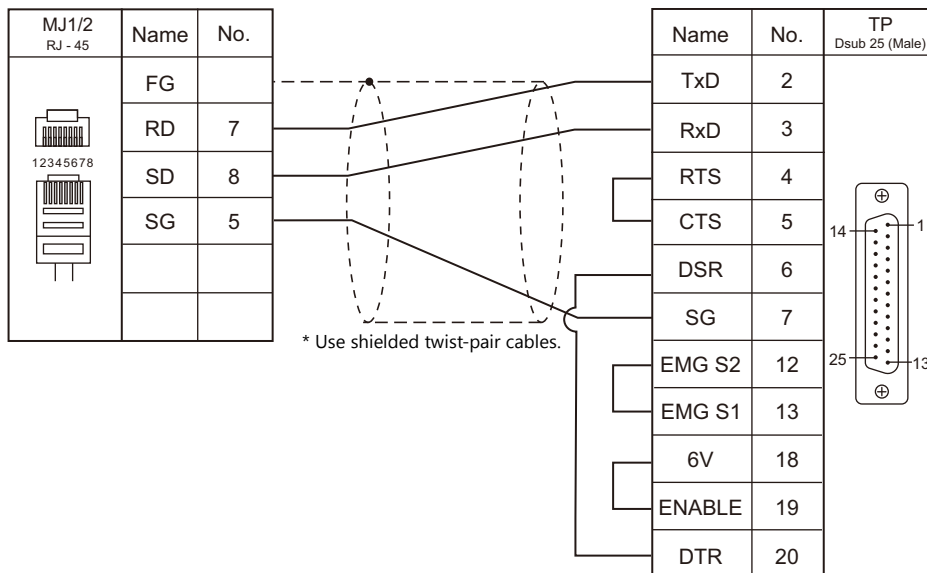 MJ1/2
RJ - 45
Name No.
FG
RD 7
SD 8
SG 5
12345678
* Use shielded twist-pair cables.
Name No.
TP
Dsub 25 (Male)
TxD 2
RxD 3
RTS 4
CTS 5
DSR 6
SG 7
EMG S2 12
EMG S1 13
6V 18
ENABLE 19
DTR 20
14 1
25 13